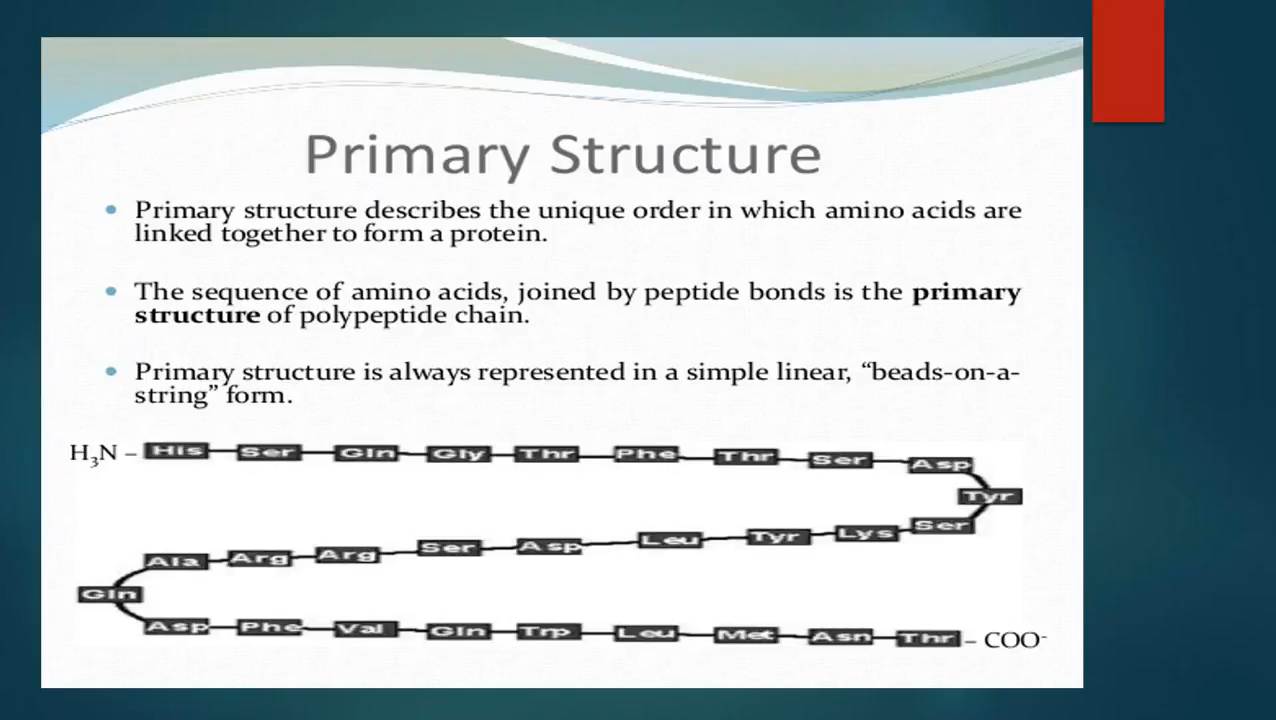 Primary Structure
• Primary structure describes the unique order in which amino acids are
linked together to form a protein.
• The sequence of amino acids, joined by peptide bonds is the primary
structure of polypeptide chain.
• Primary structure is always represented in a simple linear, “beads-on-a-
string” form.
H₃N – His Ser Gln Gly Thr Phe Thr Ser Asp
Tyr
Ala Arg Arg Ser Asp Leu Tyr Lys Ser
Gln
Asp Phe Val Gln Trp Leu Met Asn Thr – COO⁻